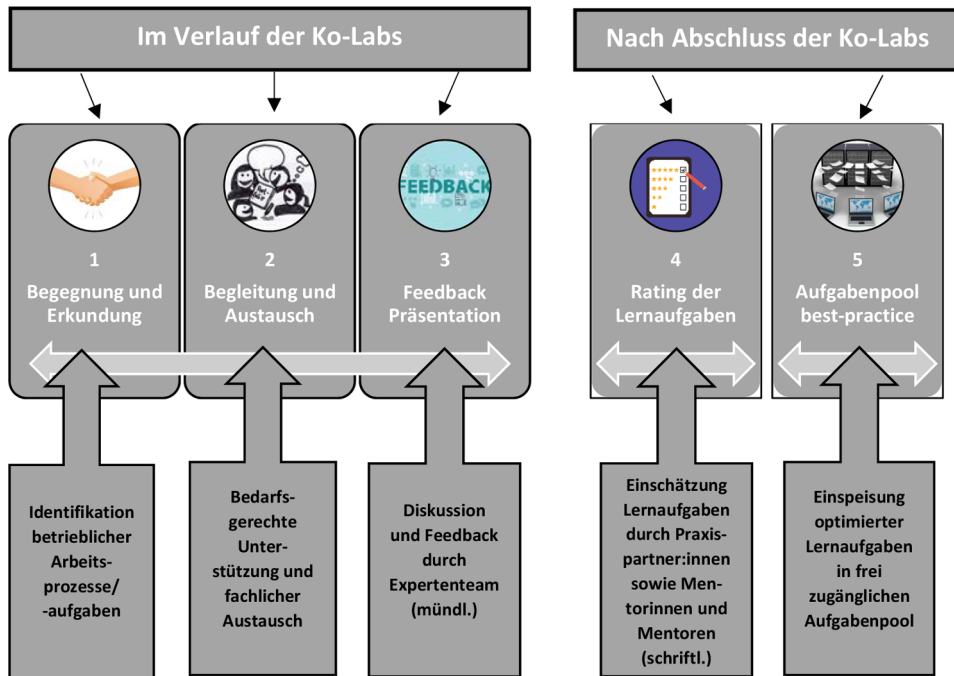 Im Verlauf der Ko-Labs
Nach Abschluss der Ko-Labs
FEEDBACK
1
Begegnung und
Erkundung
2
Begleitung und
Austausch
3
Feedback
Präsentation
4
Rating der
Lernaufgaben
5
Aufgabenpool
best-practice
Identifikation
betrieblicher
Arbeits-
prozesse/
-aufgaben
Bedarfs-
gerechte
Unter-
stützung und
fachlicher
Austausch
Diskussion
und Feedback
durch
Expertenteam
(mündl.)
Einschätzung
Lernaufgaben
durch Praxis-
partner:innen
sowie Men-
torinnen und
Mentoren
(schriftl.)
Einspeisung
optimierter
Lernaufgaben
in frei
zugänglichen
Aufgabenpool